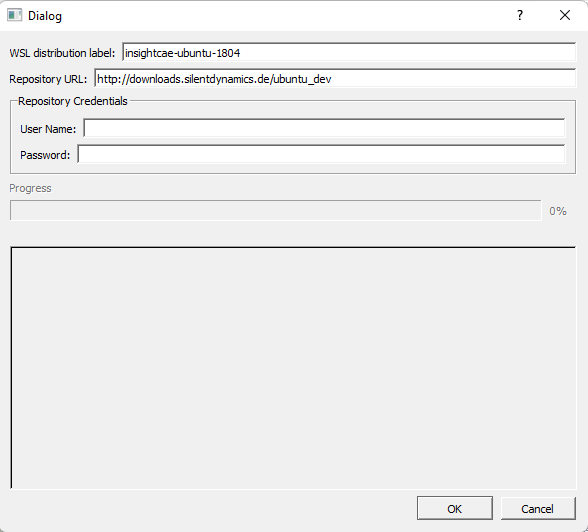 Dialog
WSL distribution label: insightcae-ubuntu-1804
Repository URL: http://downloads.silentdynamics.de/ubuntu_dev
Repository Credentials
User Name:
Password:
Progress
0%
OK Cancel